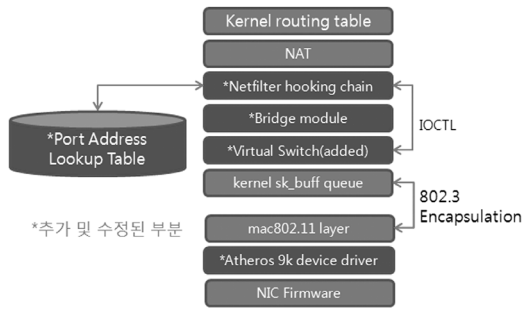 Kernel routing table
NAT
*Netfilter hooking chain
*Bridge module
*Virtual Switch(added)
kernel sk_buff queue
mac802.11 layer
*Atheros 9k device driver
NIC Firmware
*Port Address
Lookup Table
IOCTL
802.3
Encapsulation
*추가 및 수정된 부분